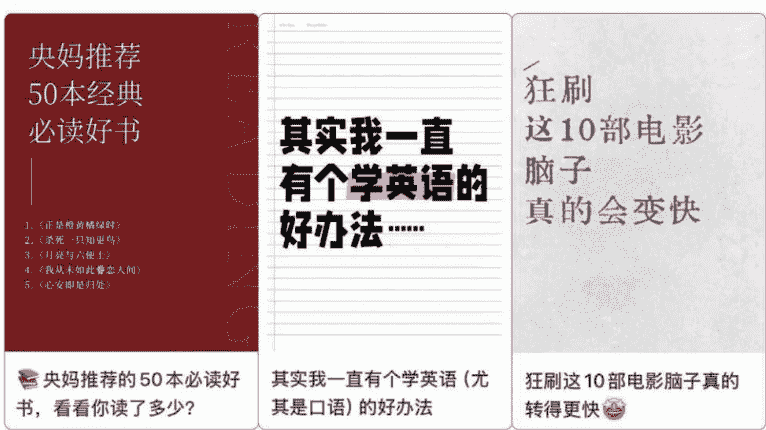 央妈推荐
50本经典
必读好书
1.《正是橙黄橘绿时》
2.《杀死一只知更鸟》
3.《月亮与六便士》
4.《我从未如此眷恋人间》
5.《心安即是归处》
📚 央妈推荐的50本必读好
书，看看你读了多少?
其实我一直
有个学英语的
好办法……
其实我一直有个学英语（尤
其是口语）的好办法
狂刷
这10部电影
脑子
真的会变快
狂刷这10部电影脑子真的
转得更快